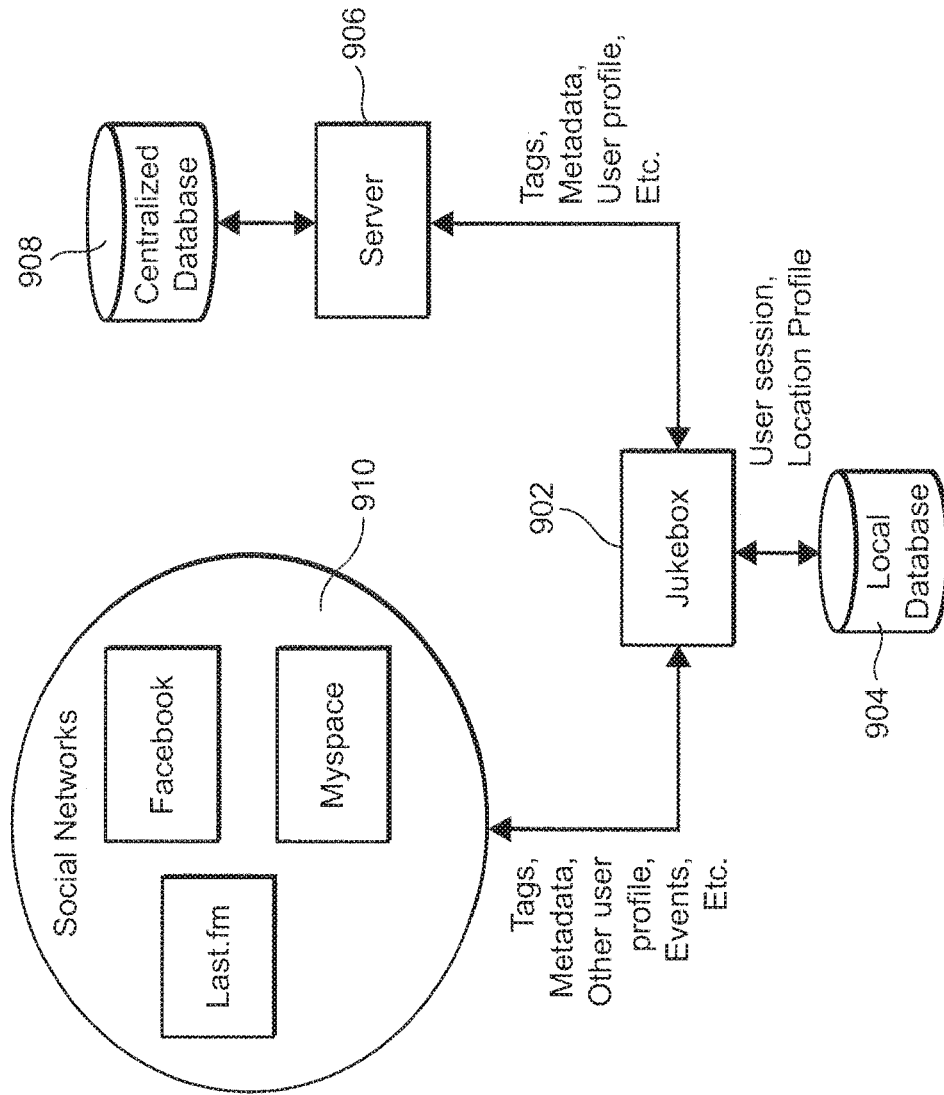 Social Networks
Last.fm
Facebook
Myspace
910
Tags,
Metadata,
Other user
profile,
Events,
Etc.
902
Jukebox
904
Local
Database
User session,
Location Profile
908
Centralized
Database
Server
906
Tags,
Metadata,
User profile,
Etc.